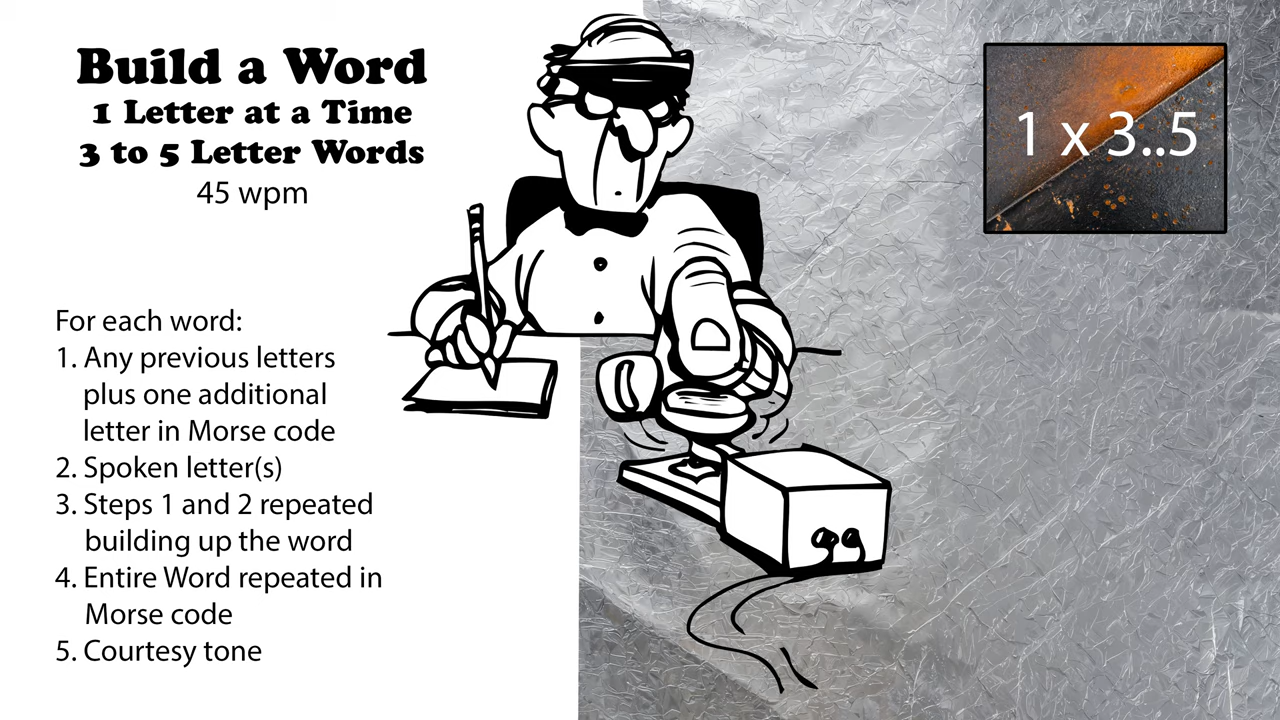 Build a Word
1 Letter at a Time
3 to 5 Letter Words
45 wpm
1 x 3..5
For each word:
1. Any previous letters
plus one additional
letter in Morse code
2. Spoken letter(s)
3. Steps 1 and 2 repeated
building up the word
4. Entire Word repeated in
Morse code
5. Courtesy tone